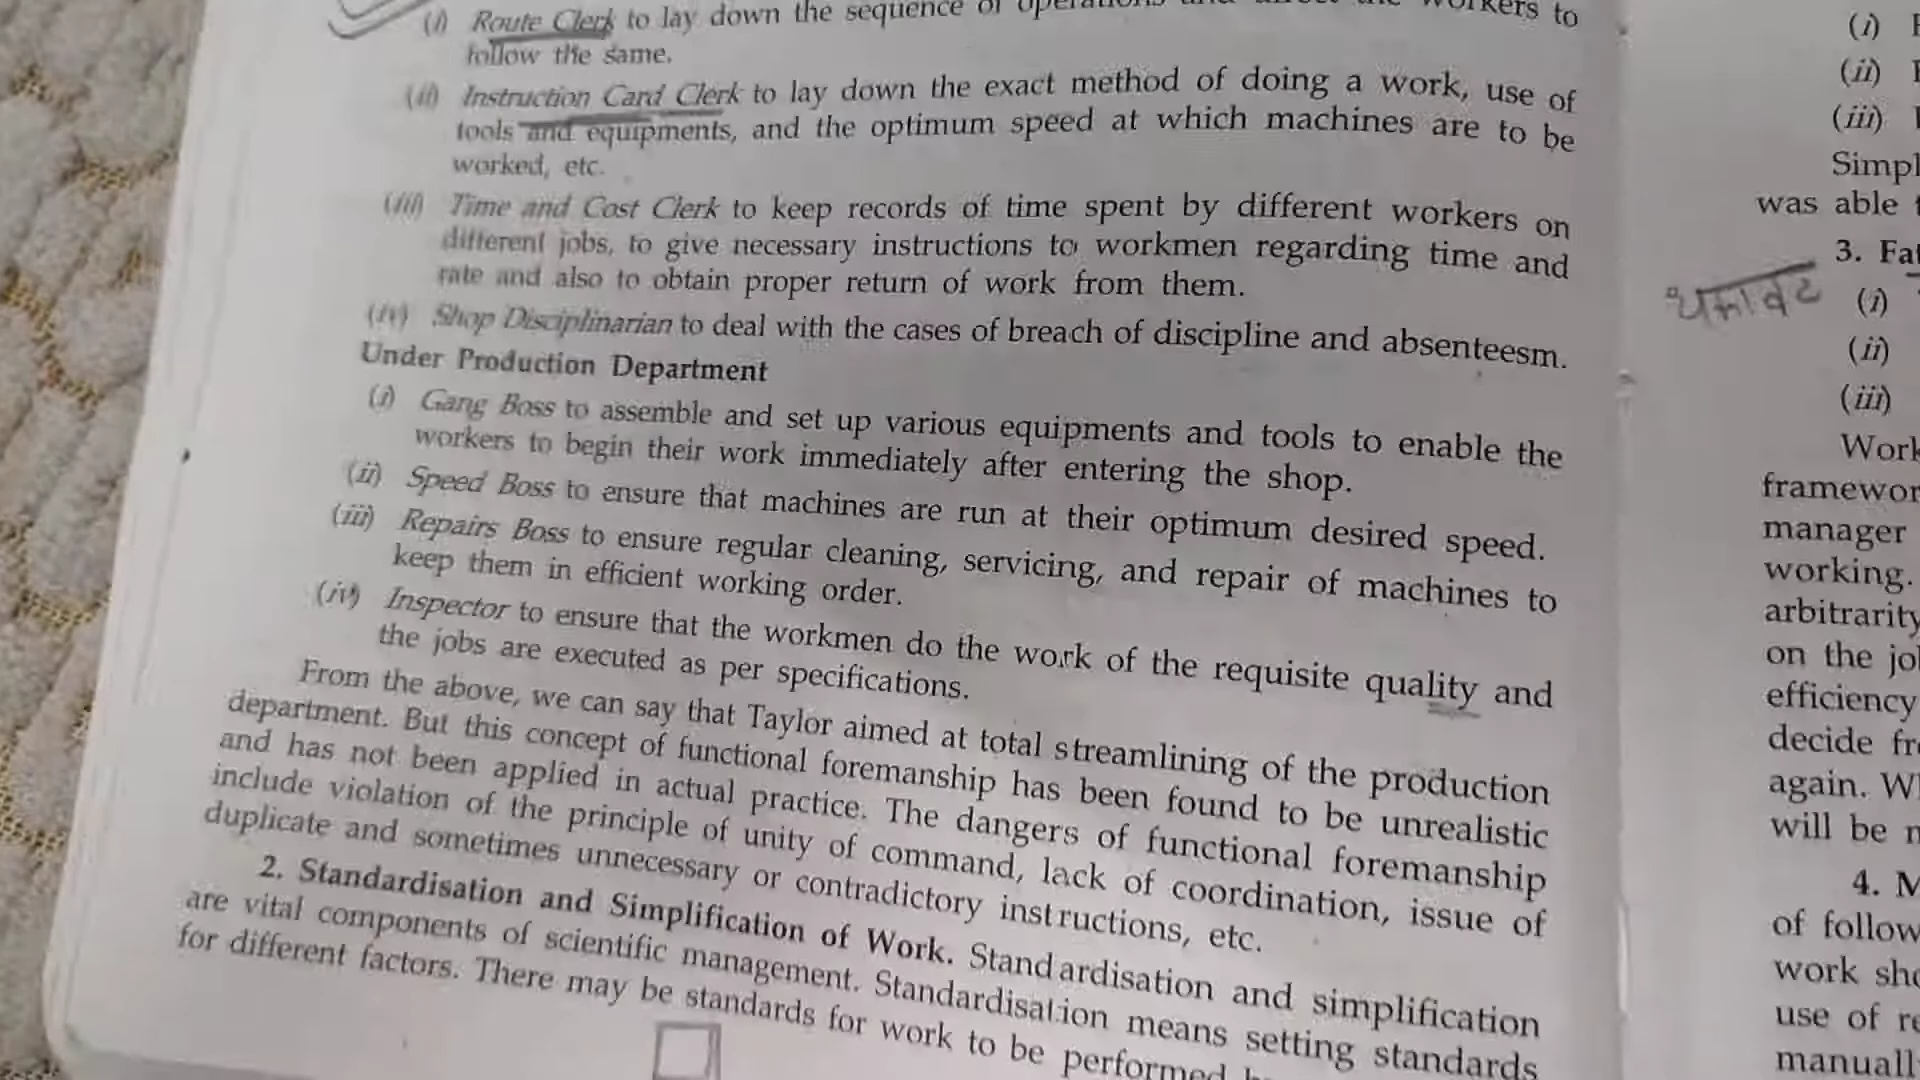 (i) Route Clerk to lay down the sequence of operations and direct the workers to
follow the same.
(ii) Instruction Card Clerk to lay down the exact method of doing a work, use of
tools and equipments, and the optimum speed at which machines are to be
worked, etc.
(iii) Time and Cost Clerk to keep records of time spent by different workers on
different jobs, to give necessary instructions to workmen regarding time and
rate and also to obtain proper return of work from them.
(iv) Shop Disciplinarian to deal with the cases of breach of discipline and absenteesm.
Under Production Department
(i) Gang Boss to assemble and set up various equipments and tools to enable the
workers to begin their work immediately after entering the shop.
(ii) Speed Boss to ensure that machines are run at their optimum desired speed.
(iii) Repairs Boss to ensure regular cleaning, servicing, and repair of machines to
keep them in efficient working order.
(iv) Inspector to ensure that the workmen do the work of the requisite quality and
the jobs are executed as per specifications.
From the above, we can say that Taylor aimed at total streamlining of the production
department. But this concept of functional foremanship has been found to be unrealistic
and has not been applied in actual practice. The dangers of functional foremanship
include violation of the principle of unity of command, lack of coordination, issue of
duplicate and sometimes unnecessary or contradictory instructions, etc.
2. Standardisation and Simplification of Work. Standardisation and simplification
are vital components of scientific management. Standardisation means setting standards
for different factors. There may be standards for work to be performed
(i)
(ii)
(iii)
was able
3.
थकावट
(i)
(ii)
(iii)
manager
working.
arbitrarity
on the
efficiency
decide
again.
will be
4.
of
work
use of